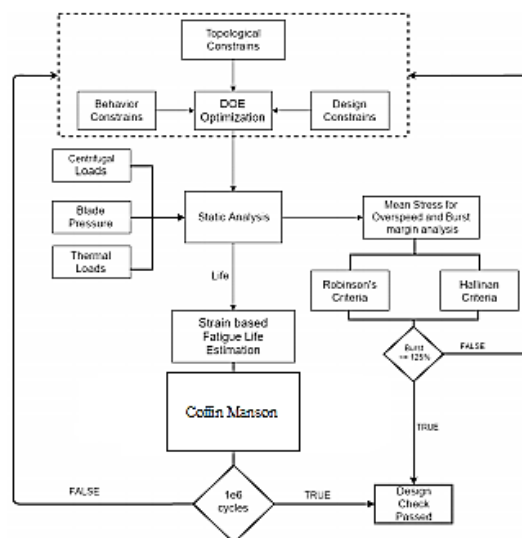 Topological
Constrains
Behavior
Constrains
DOE
Optimization
Design
Constrains
Centrifugal
Loads
Blade
Pressure
Thermal
Loads
Static Analysis
Mean Stress for
Overspeed and Burst
margin analysis
Robinson's
Criteria
Hallinan
Criteria
Life
Strain based
Fatigue Life
Estimation
Burst
>= 125%
FALSE
Coffin Manson
TRUE
FALSE
1e6
cycles
TRUE
Design
Check
Passed